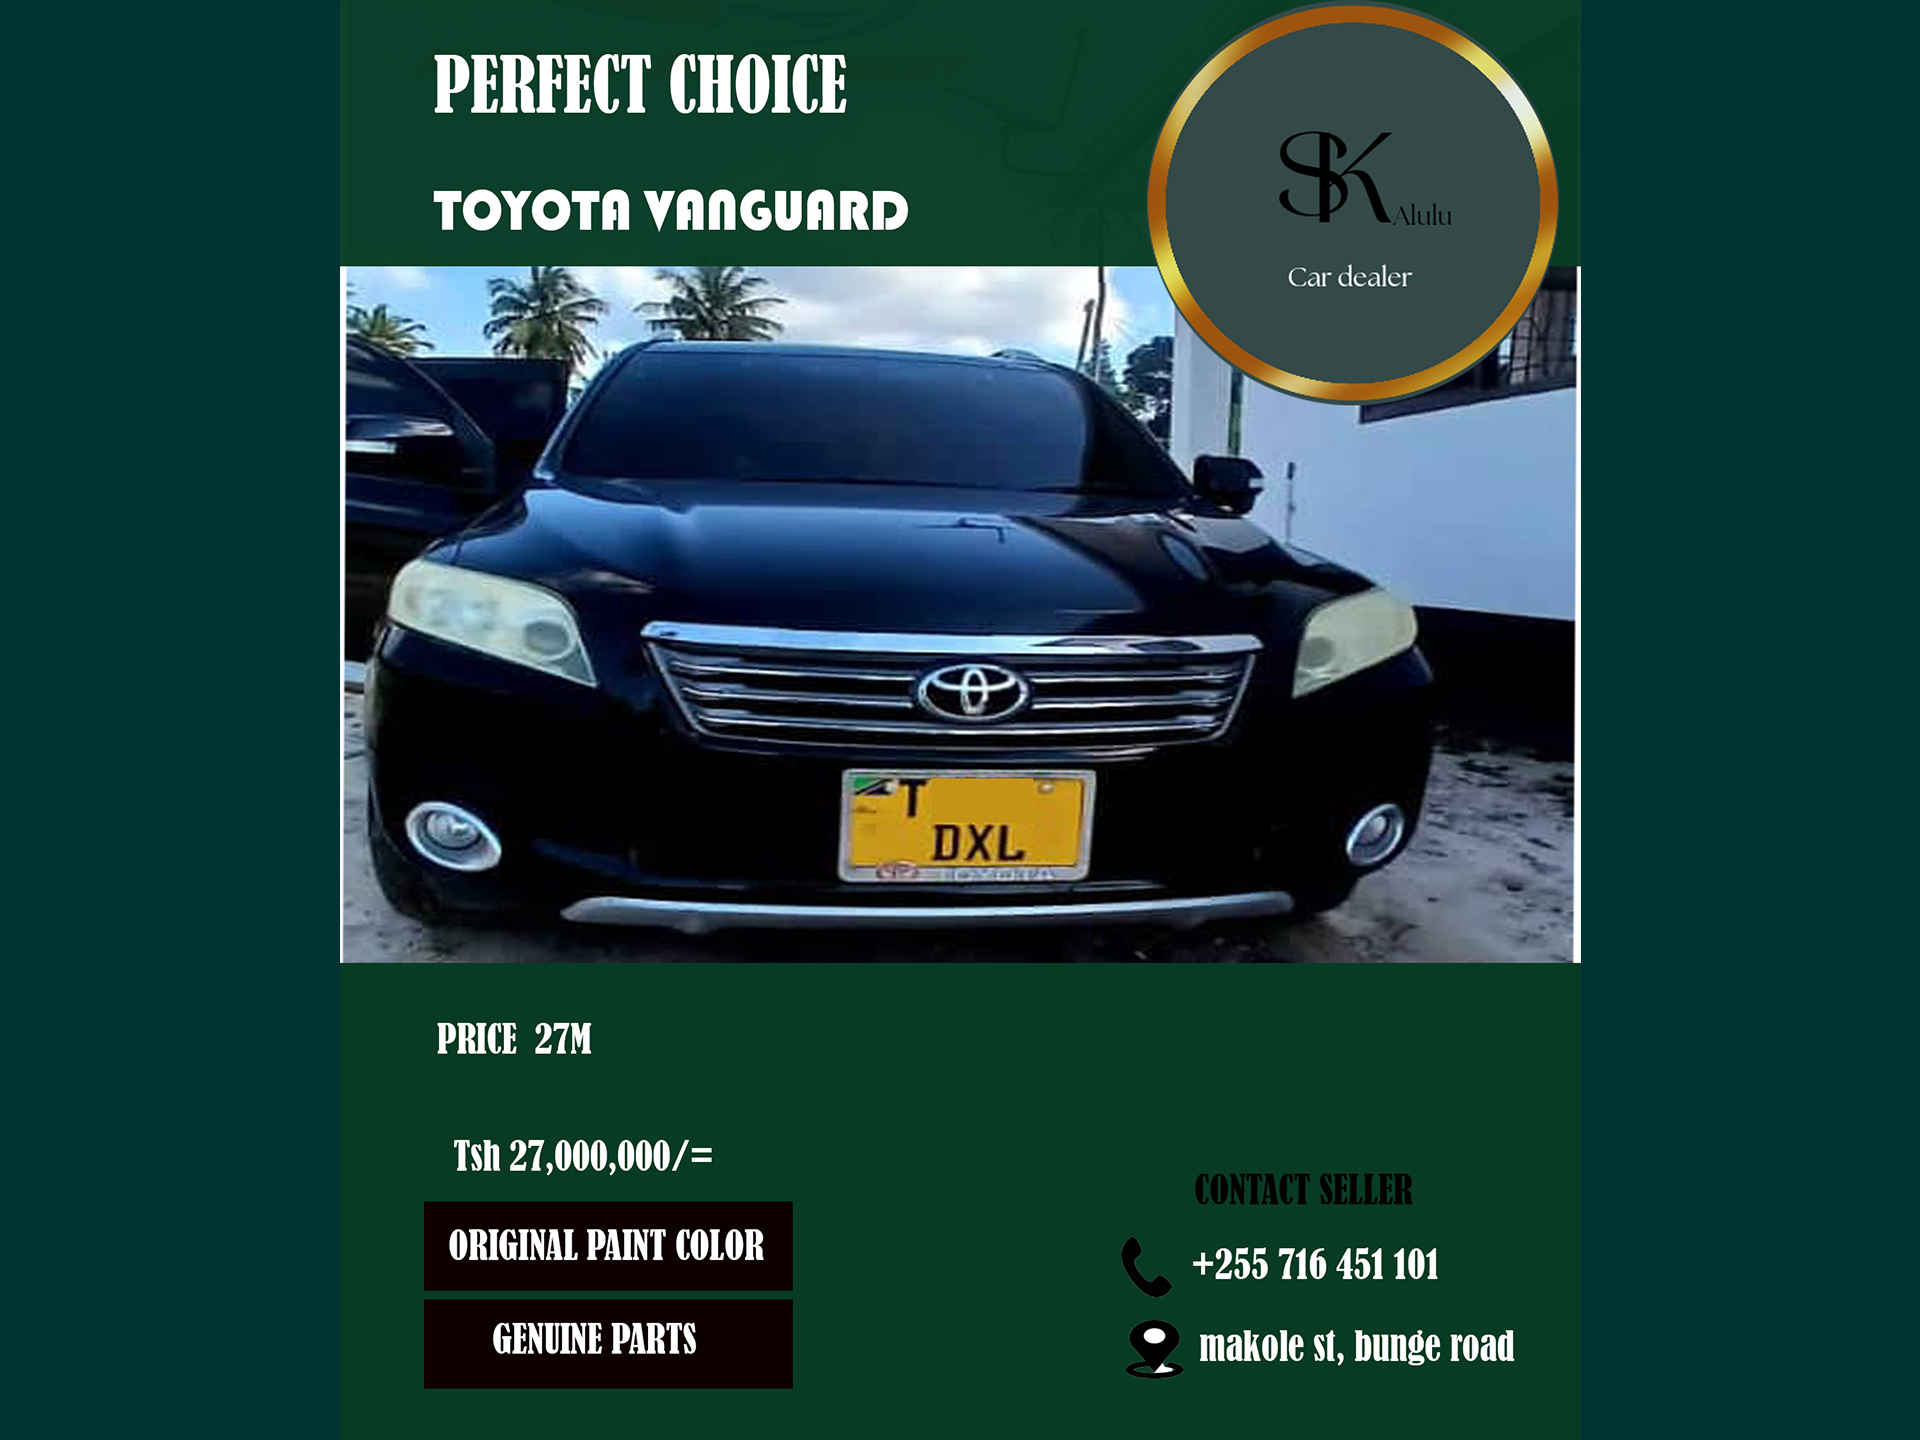 PERFECT CHOICE
TOYOTA VANGUARD
SK Alulu
Car dealer
T
DXL
PRICE 27M
Tsh 27,000,000/=
ORIGINAL PAINT COLOR
GENUINE PARTS
CONTACT SELLER
+255 716 451 101
makole st, bunge road